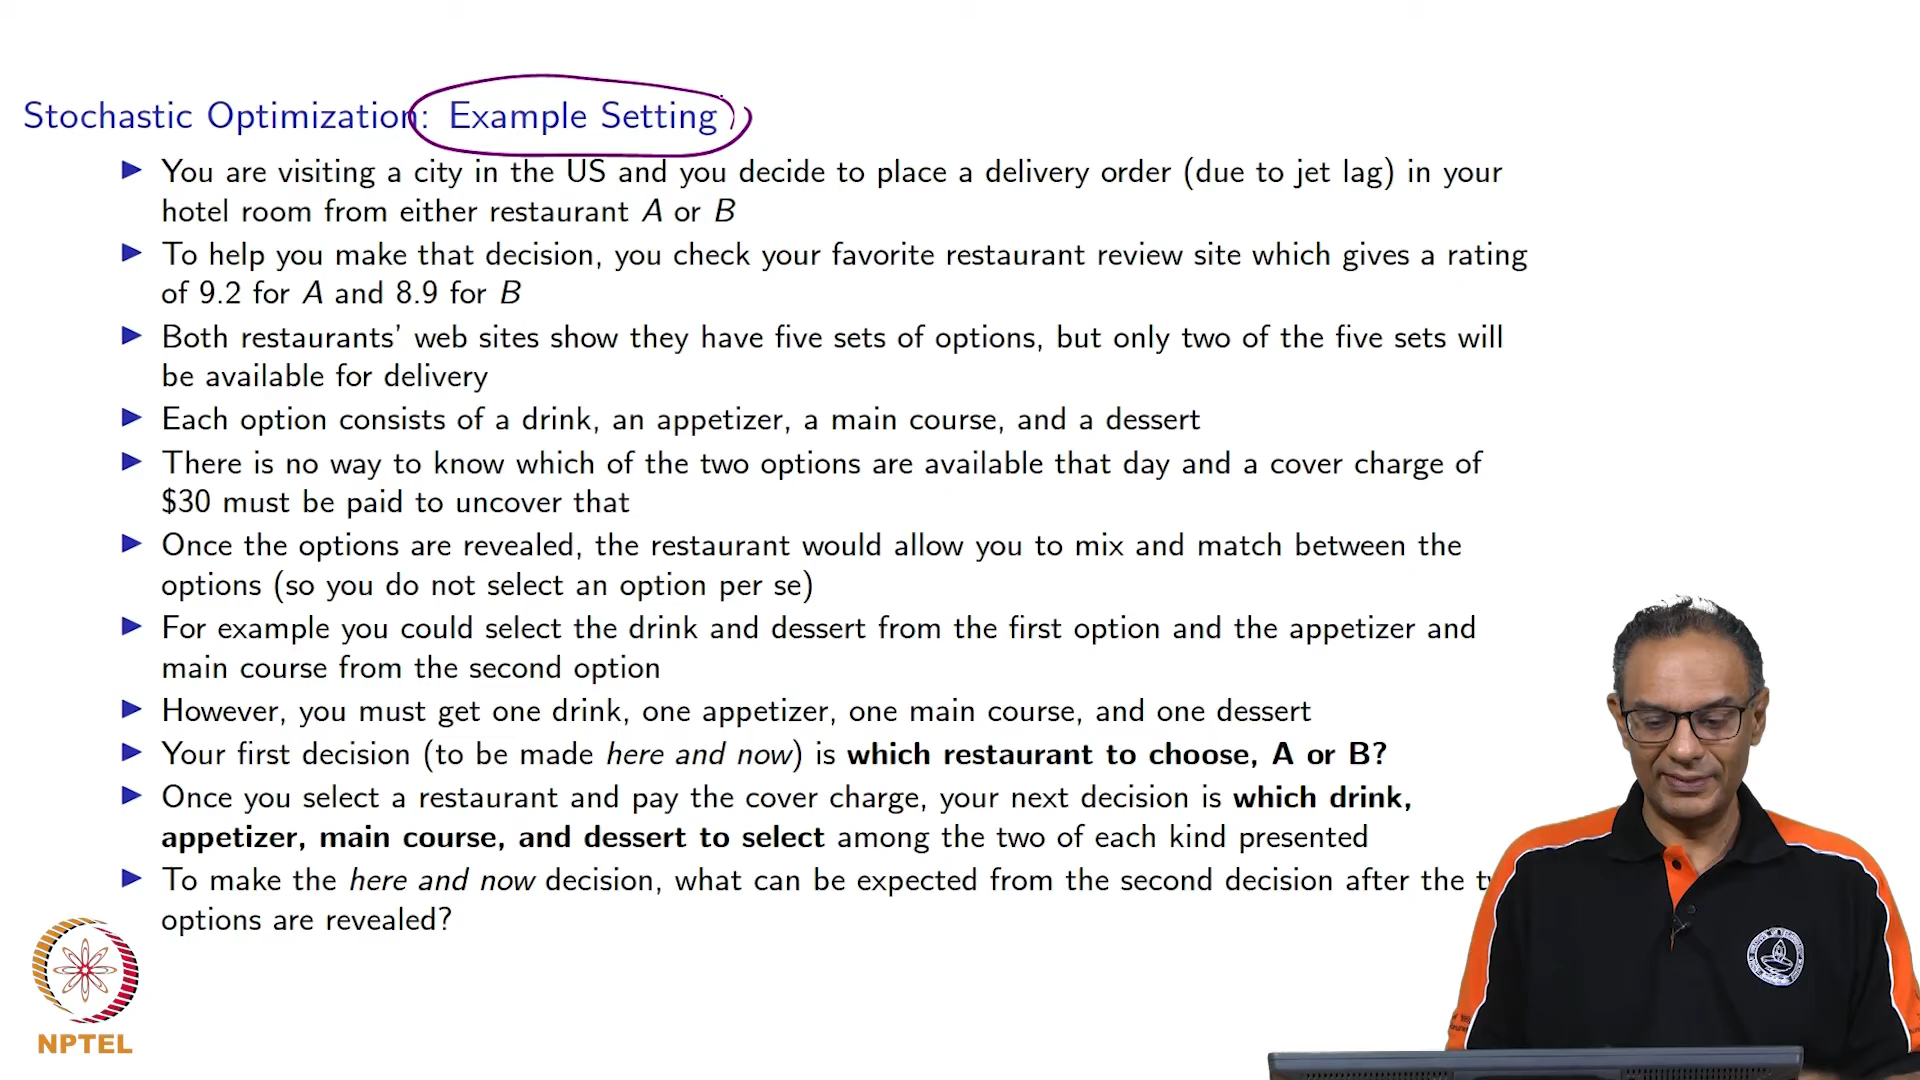 Stochastic Optimization: Example Setting
You are visiting a city in the US and you decide to place a delivery order (due to jet lag) in your
hotel room from either restaurant A or B
To help you make that decision, you check your favorite restaurant review site which gives a rating
of 9.2 for A and 8.9 for B
Both restaurants' web sites show they have five sets of options, but only two of the five sets will
be available for delivery
Each option consists of a drink, an appetizer, a main course, and a dessert
There is no way to know which of the two options are available that day and a cover charge of
$30 must be paid to uncover that
Once the options are revealed, the restaurant would allow you to mix and match between the
options (so you do not select an option per se)
For example you could select the drink and dessert from the first option and the appetizer and
main course from the second option
However, you must get one drink, one appetizer, one main course, and one dessert
Your first decision (to be made here and now) is which restaurant to choose, A or B?
Once you select a restaurant and pay the cover charge, your next decision is which drink,
appetizer, main course, and dessert to select among the two of each kind presented
To make the here and now decision, what can be expected from the second decision after the
options are revealed?
NPTEL